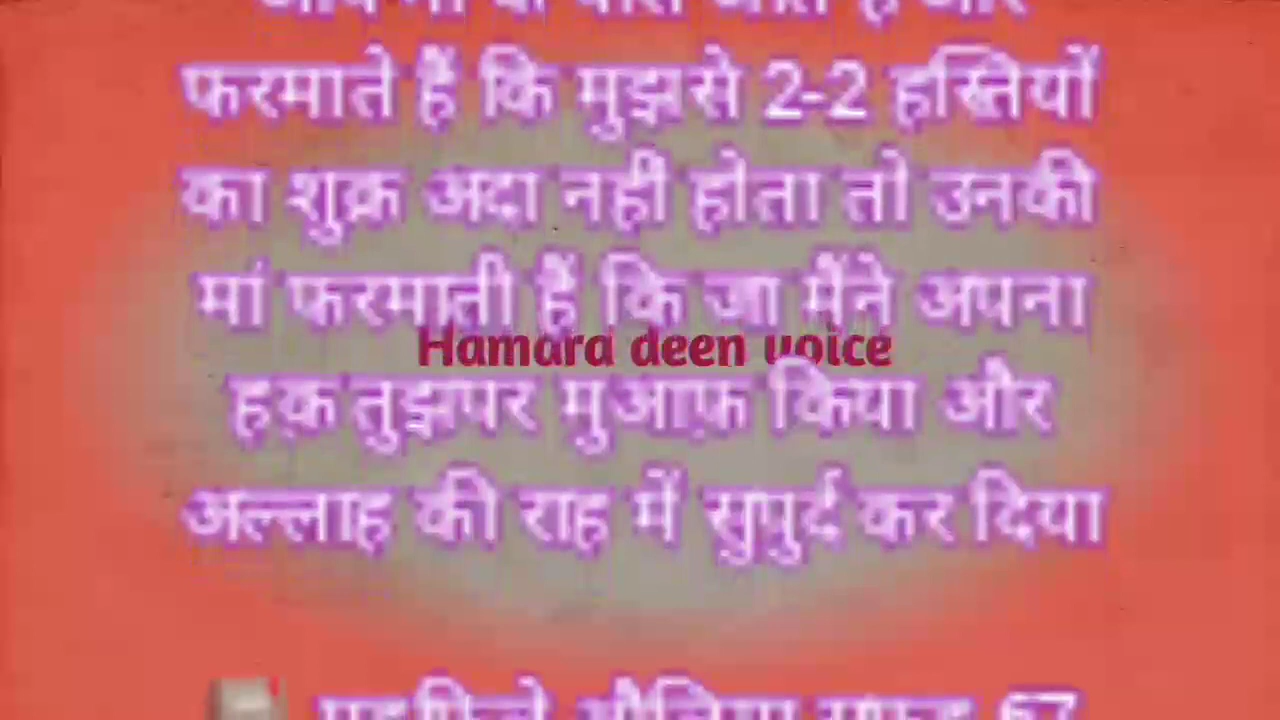 फरमाते हैं कि मुझसे 2-2 हस्तियों
का शुक्र अदा नही होता तो उनकी
मां फरमाती हैं कि जा मैंने अपना
Hamara deen voice
हक़ तुझपर मुआफ़ किया और
अल्लाह की राह में सुपुर्द कर दिया